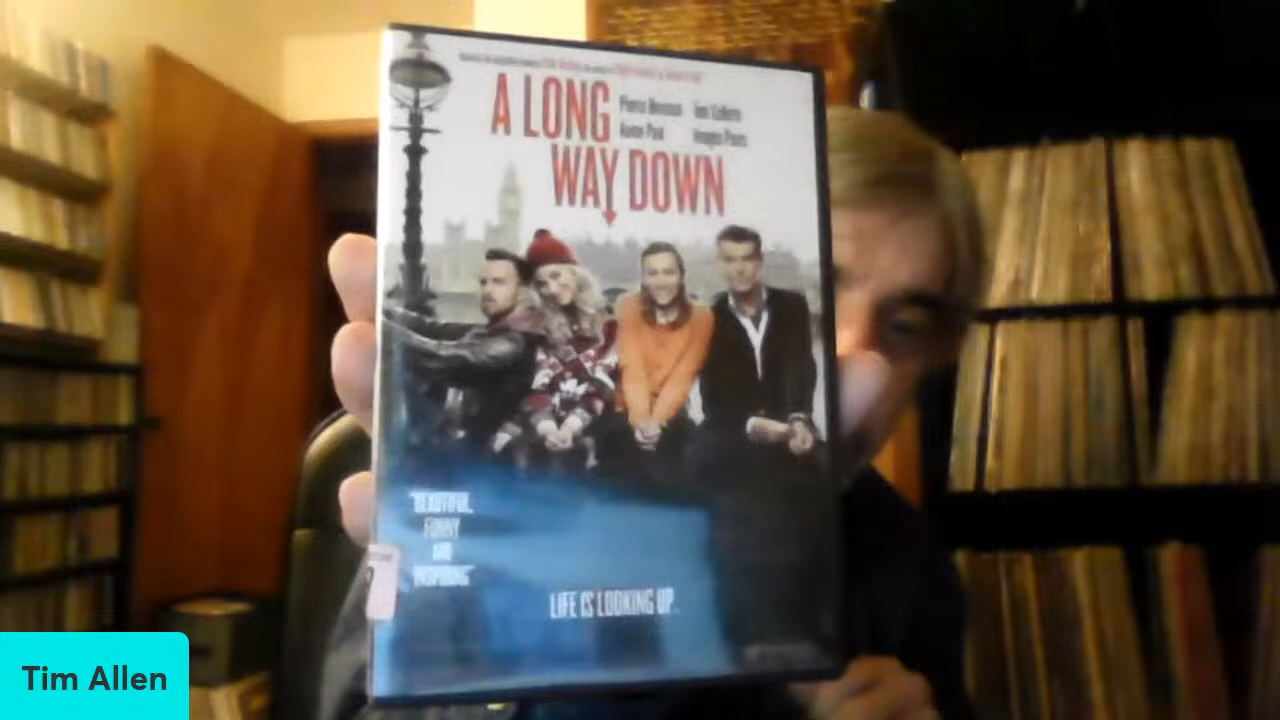 A LONG
WAY DOWN
Pierce Brosnan Toni Collette
Aaron Paul Imogen Poots
"BEAUTIFUL,
FUNNY
AND
INSPIRING"
LIFE IS LOOKING UP.
Tim Allen